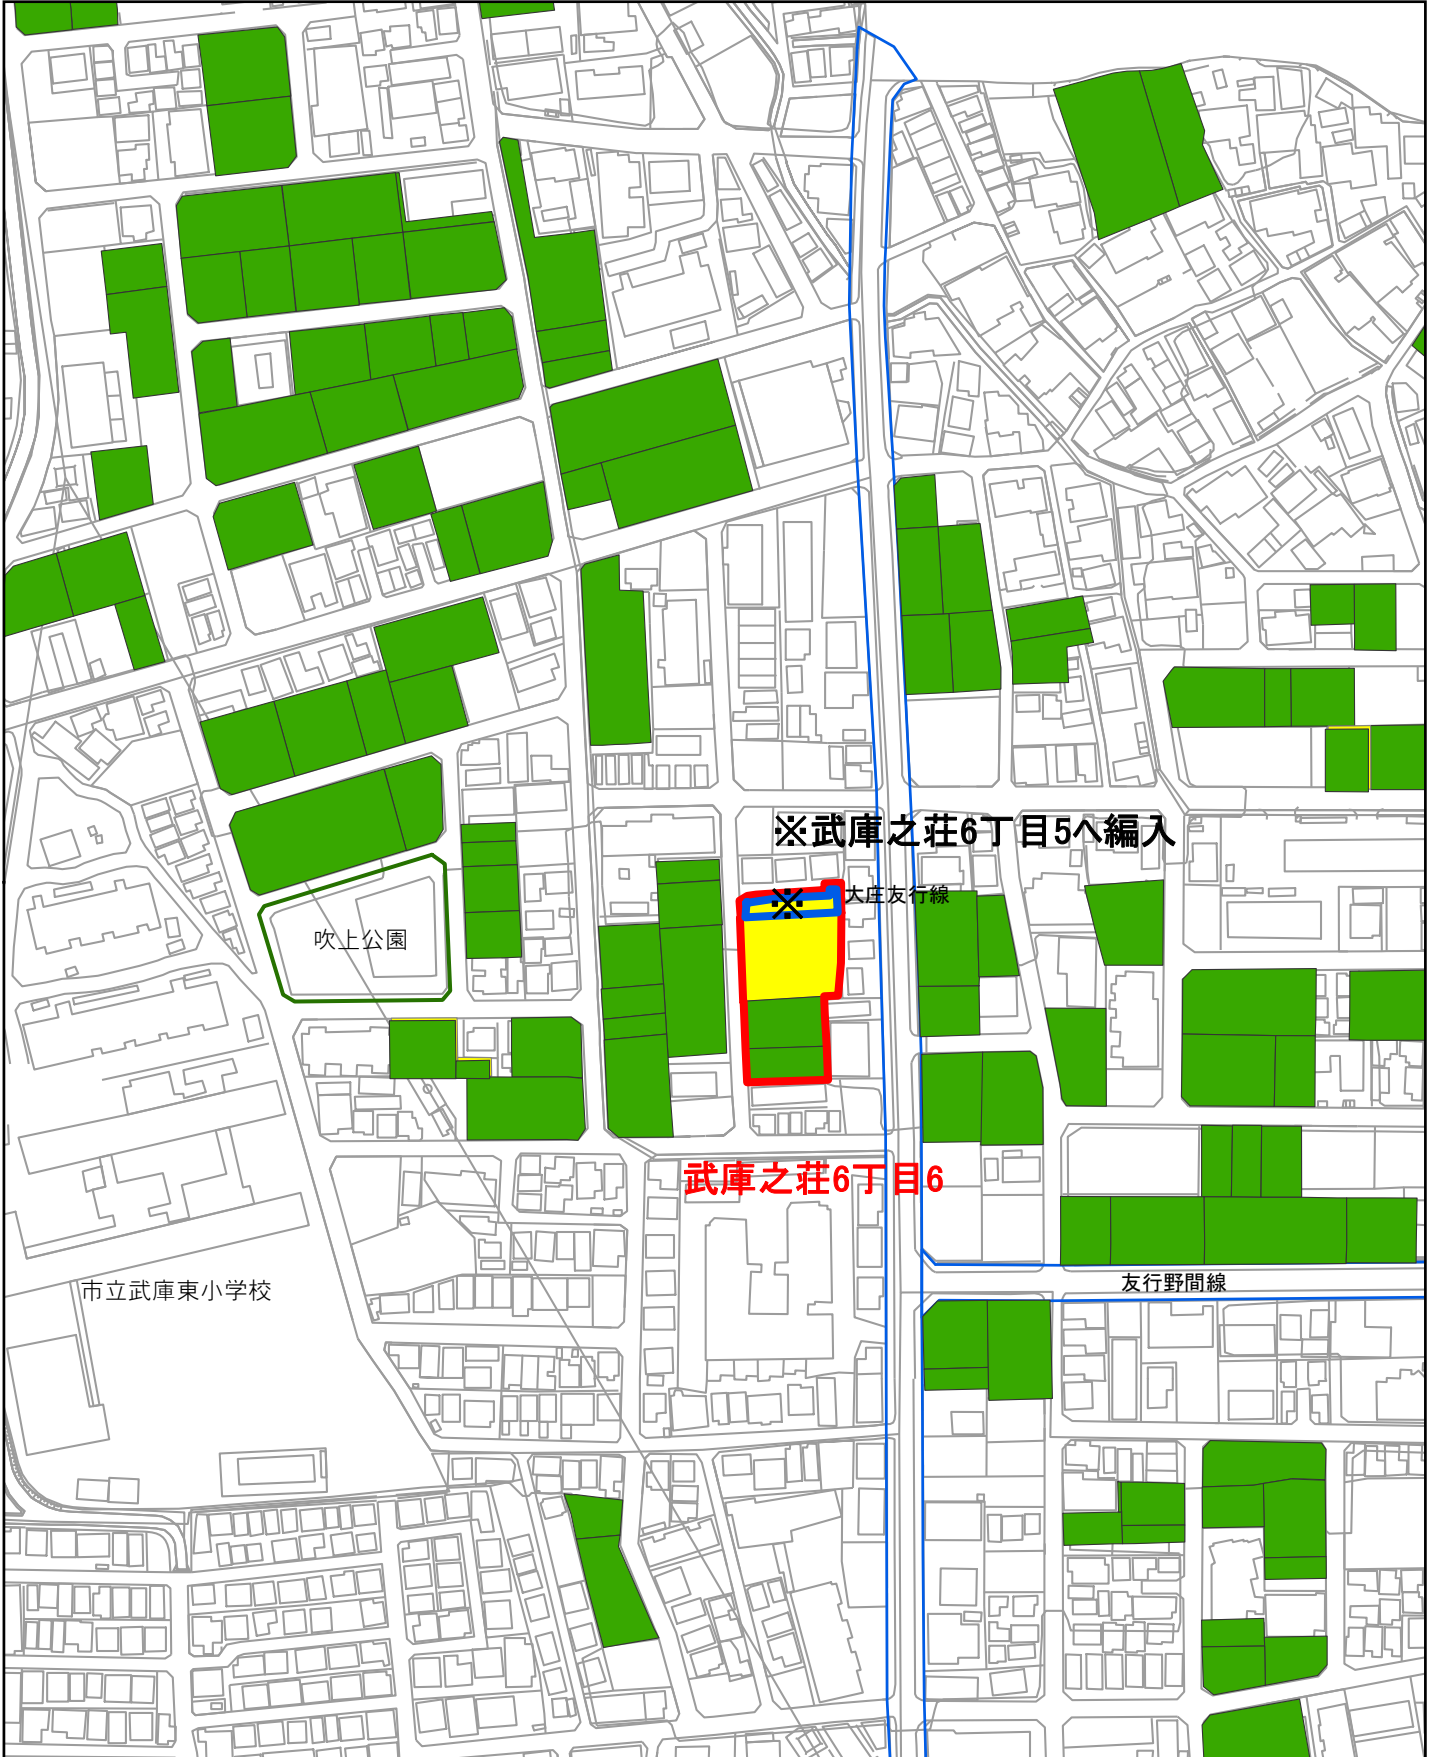 ※武庫之荘6丁目5へ編入
※
大庄友行線
吹上公園
武庫之荘6丁目6
友行野間線
市立武庫東小学校